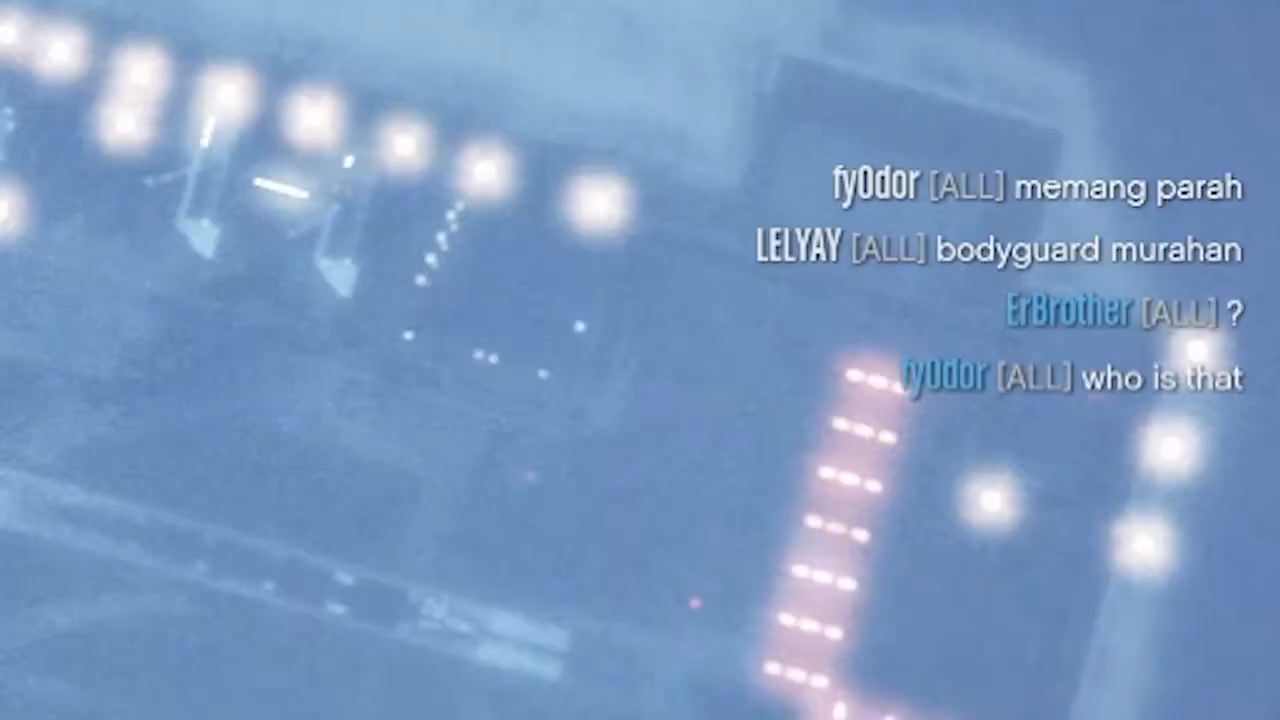 fy0dor [ALL] memang parah
LELYAY [ALL] bodyguard murahan
ErBrother [ALL] ?
fy0dor [ALL] who is that